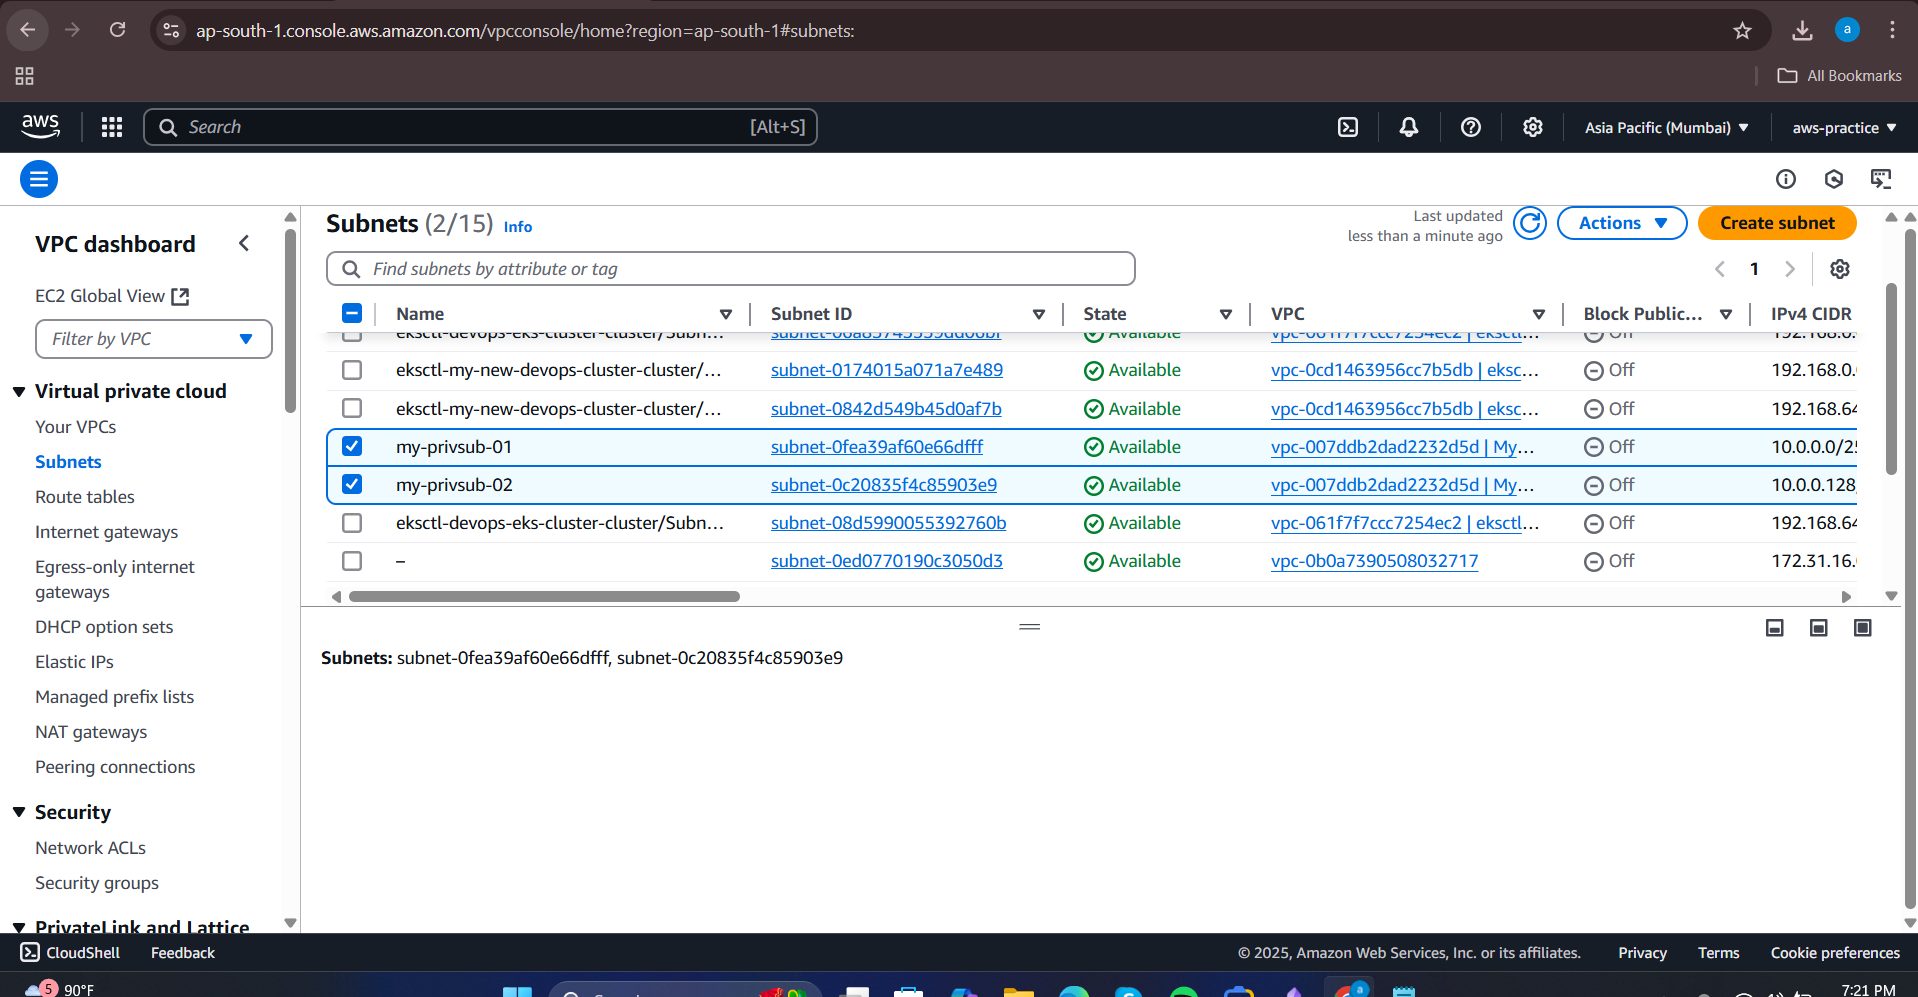 ap-south-1.console.aws.amazon.com/vpcconsole/home?region=ap-south-1#subnets:
a
All Bookmarks
aws
Search
[Alt+S]
Asia Pacific (Mumbai)
aws-practice
VPC dashboard
EC2 Global View
Filter by VPC
Virtual private cloud
Your VPCs
Subnets
Route tables
Internet gateways
Egress-only internet
gateways
DHCP option sets
Elastic IPs
Managed prefix lists
NAT gateways
Peering connections
Security
Network ACLs
Security groups
PrivateLink and Lattice
Subnets (2/15) Info
Last updated
less than a minute ago
Actions
Create subnet
Find subnets by attribute or tag
1
Name Subnet ID State VPC Block Public... IPv4 CIDR
eksctl-devops-eks-cluster-cluster/Subn... Available vpc-061f7f7ccc7254ec2 | eksctl... Off
eksctl-my-new-devops-cluster-cluster/... subnet-0174015a071a7e489 Available vpc-0cd1463956cc7b5db | eksc... Off 192.168.0.
eksctl-my-new-devops-cluster-cluster/... subnet-0842d549b45d0af7b Available vpc-0cd1463956cc7b5db | eksc... Off 192.168.64
my-privsub-01 subnet-0fea39af60e66dfff Available vpc-007ddb2dad2232d5d | My... Off 10.0.0.0/25
my-privsub-02 subnet-0c20835f4c85903e9 Available vpc-007ddb2dad2232d5d | My... Off 10.0.0.128
eksctl-devops-eks-cluster-cluster/Subn... subnet-08d5990055392760b Available vpc-061f7f7ccc7254ec2 | eksctl... Off 192.168.64
– subnet-0ed0770190c3050d3 Available vpc-0b0a7390508032717 Off 172.31.16.
Subnets: subnet-0fea39af60e66dfff, subnet-0c20835f4c85903e9
CloudShell Feedback © 2025, Amazon Web Services, Inc. or its affiliates. Privacy Terms Cookie preferences
5 90°F
a
7:21 PM